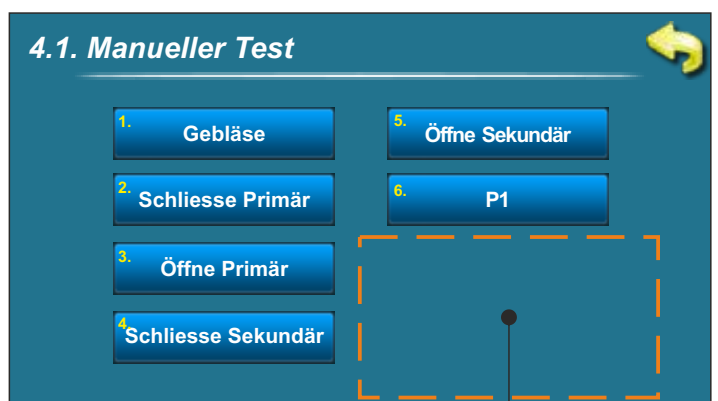 4.1. Manueller Test
1. Gebläse
2. Schliesse Primär
3. Öffne Primär
4. Schliesse Sekundär
5. Öffne Sekundär
6. P1